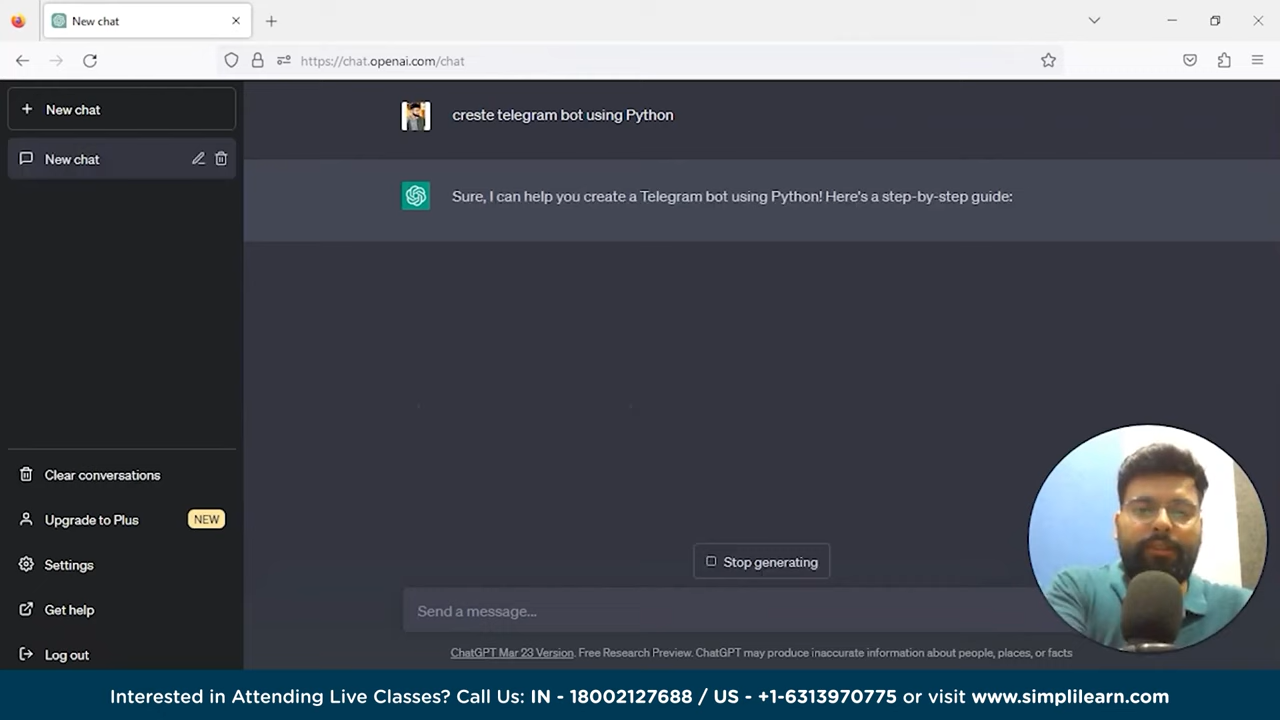 New chat
https://chat.openai.com/chat
New chat
New chat
Clear conversations
Upgrade to Plus
NEW
Settings
Get help
Log out
creste telegram bot using Python
Sure, I can help you create a Telegram bot using Python! Here's a step-by-step guide:
Stop generating
Send a message...
ChatGPT Mar 23 Version. Free Research Preview. ChatGPT may produce inaccurate information about people, places, or facts
Interested in Attending Live Classes? Call Us: IN - 18002127688 / US - +1-6313970775 or visit www.simplilearn.com